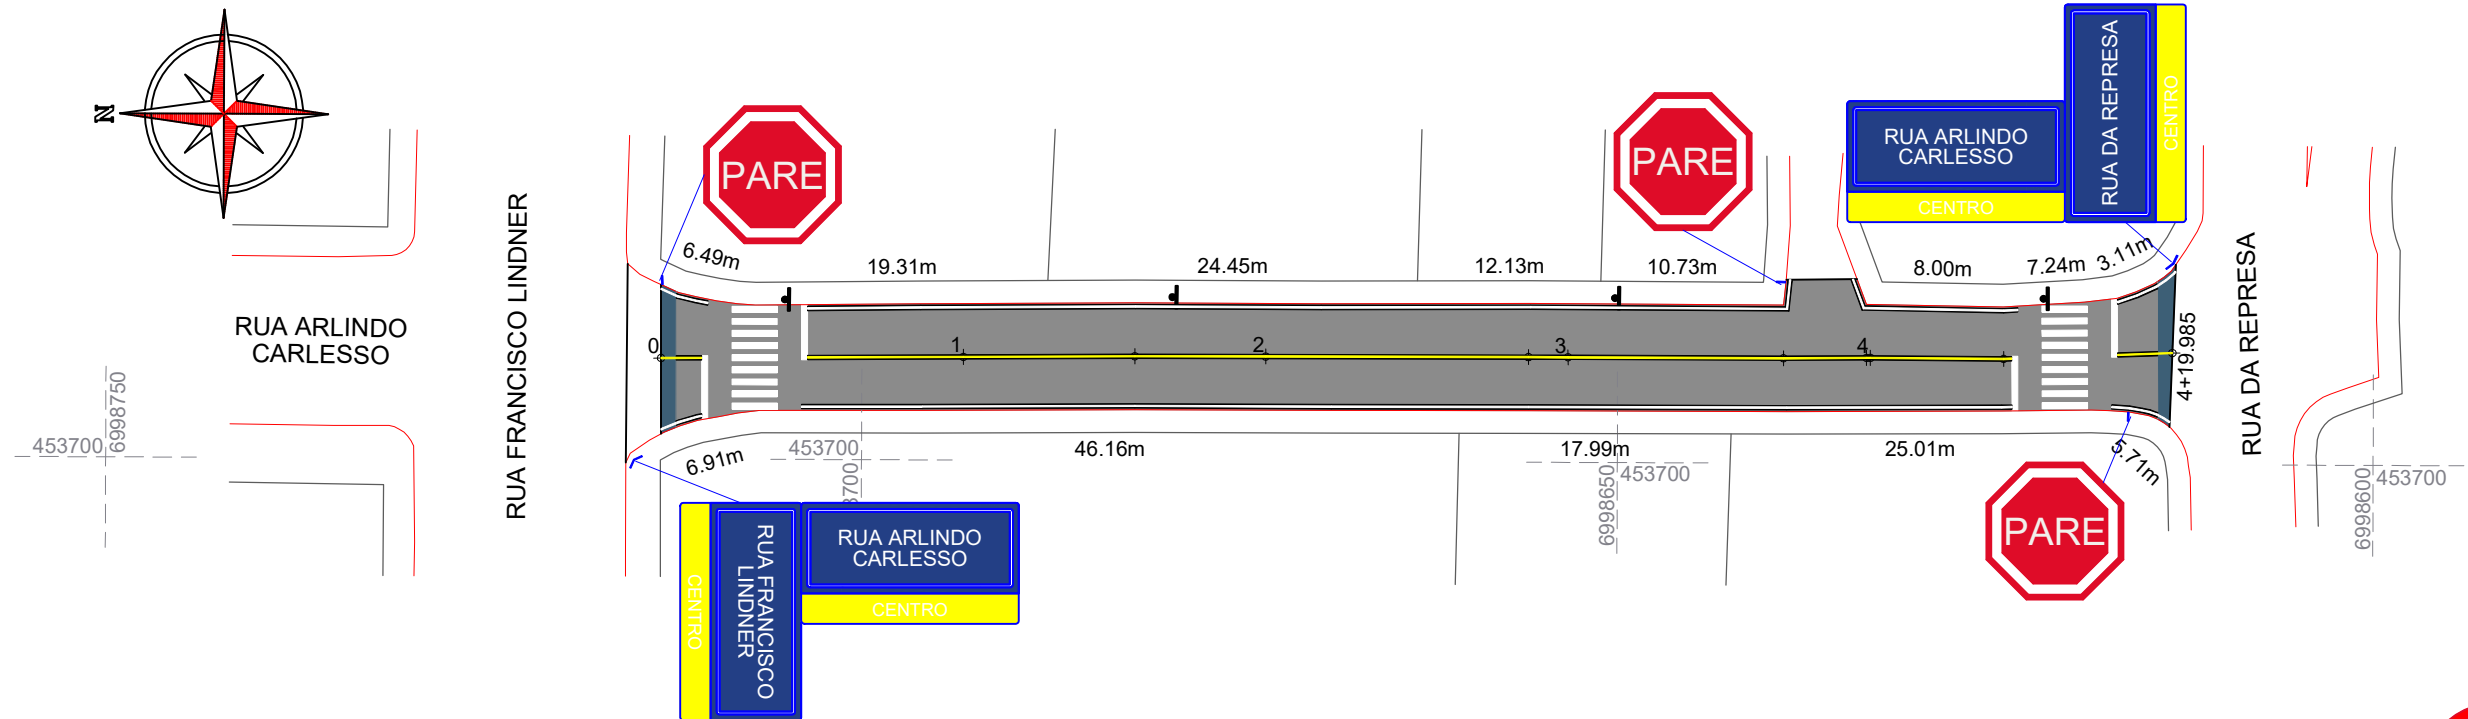 N
RUA ARLINDO
CARLESSO
453700
6998750
RUA FRANCISCO LINDNER
PARE
6.49m
19.31m
24.45m
12.13m
PARE
10.73m
RUA ARLINDO
CARLESSO
CENTRO
RUA DA REPRESA
CENTRO
8.00m
7.24m
3.11m
0
1
2
3
4
4+19.985
RUA DA REPRESA
6.91m
453700
46.16m
17.99m
6998650
453700
25.01m
5.71m
PARE
6998600
453700
CENTRO
RUA FRANCISCO
LINDNER
RUA ARLINDO
CARLESSO
CENTRO